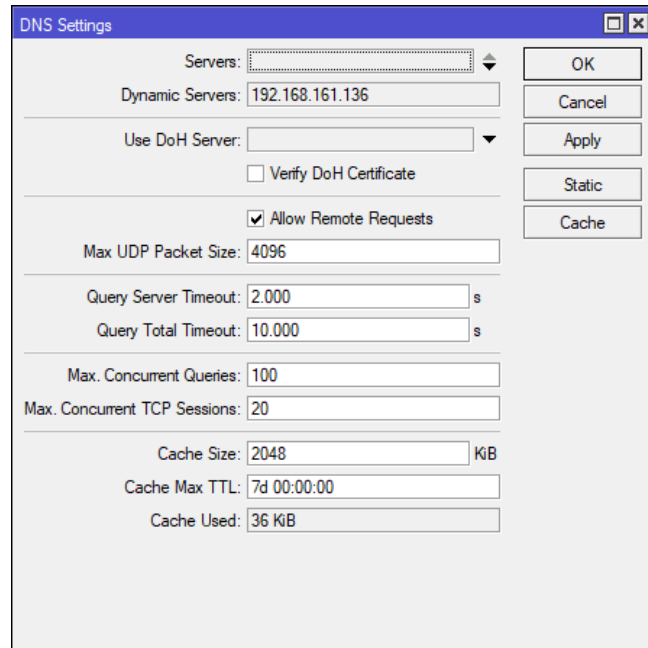 DNS Settings
Servers:
OK
Dynamic Servers: 192.168.161.136
Cancel
Use DoH Server:
Apply
Verify DoH Certificate
Static
Allow Remote Requests
Cache
Max UDP Packet Size: 4096
Query Server Timeout: 2.000 s
Query Total Timeout: 10.000 s
Max. Concurrent Queries: 100
Max. Concurrent TCP Sessions: 20
Cache Size: 2048 KiB
Cache Max TTL: 7d 00:00:00
Cache Used: 36 KiB